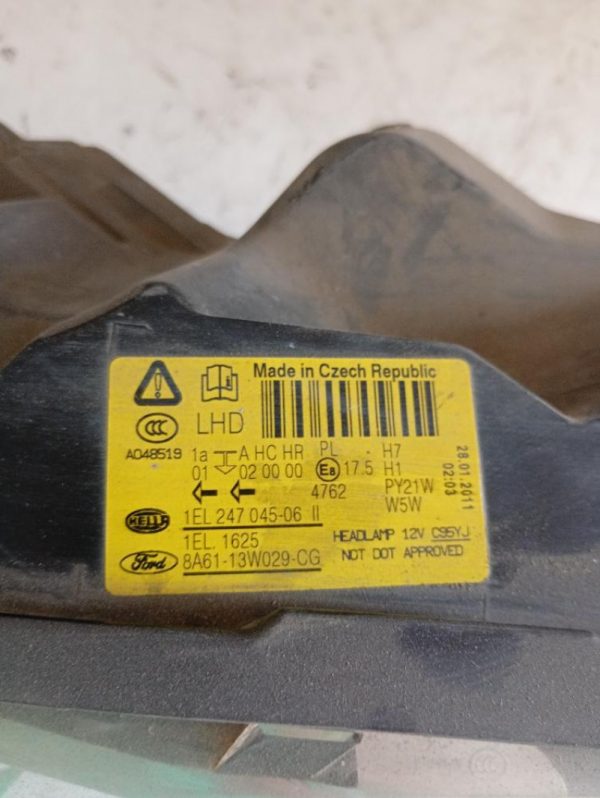 Made in Czech Republic
CCC LHD
A048519 1a A HC HR PL - H7
01 02 00 00 E8 17.5 H1
4762 PY21W
W5W
28.01.2011
02:03
HELLA 1EL 247 045-06 II
1EL. 1625
HEADLAMP 12V C95YJ
Ford 8A61-13W029-CG NOT DOT APPROVED